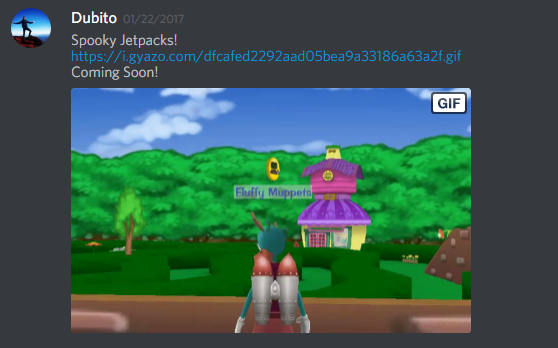 Dubito 01/22/2017
Spooky Jetpacks!
https://i.gyazo.com/dfcafed2292aad05bea9a33186a63a2f.gif
Coming Soon!
GIF
Fluffy Muppets